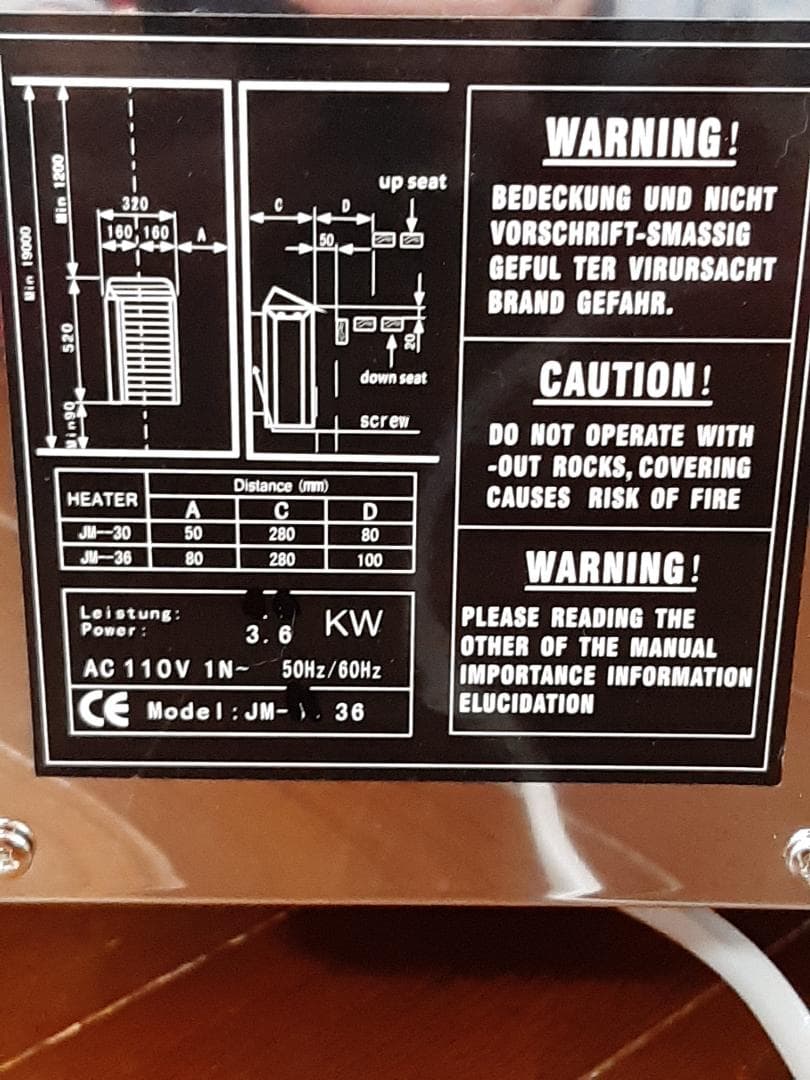 Min 19000
Min 1200
320
160 160 A
520
Min90
C D
up seat
50
20
down seat
screw
HEATER Distance (mm)
A C D
JM-30 50 280 80
JM-36 80 280 100
Leistung:
Power: 3.6 KW
AC 110V 1N~ 50Hz/60Hz
CE Model:JM- 36
WARNING!
BEDECKUNG UND NICHT
VORSCHRIFT-SMASSIG
GEFUL TER VIRURSACHT
BRAND GEFAHR.
CAUTION!
DO NOT OPERATE WITH
-OUT ROCKS, COVERING
CAUSES RISK OF FIRE
WARNING!
PLEASE READING THE
OTHER OF THE MANUAL
IMPORTANCE INFORMATION
ELUCIDATION